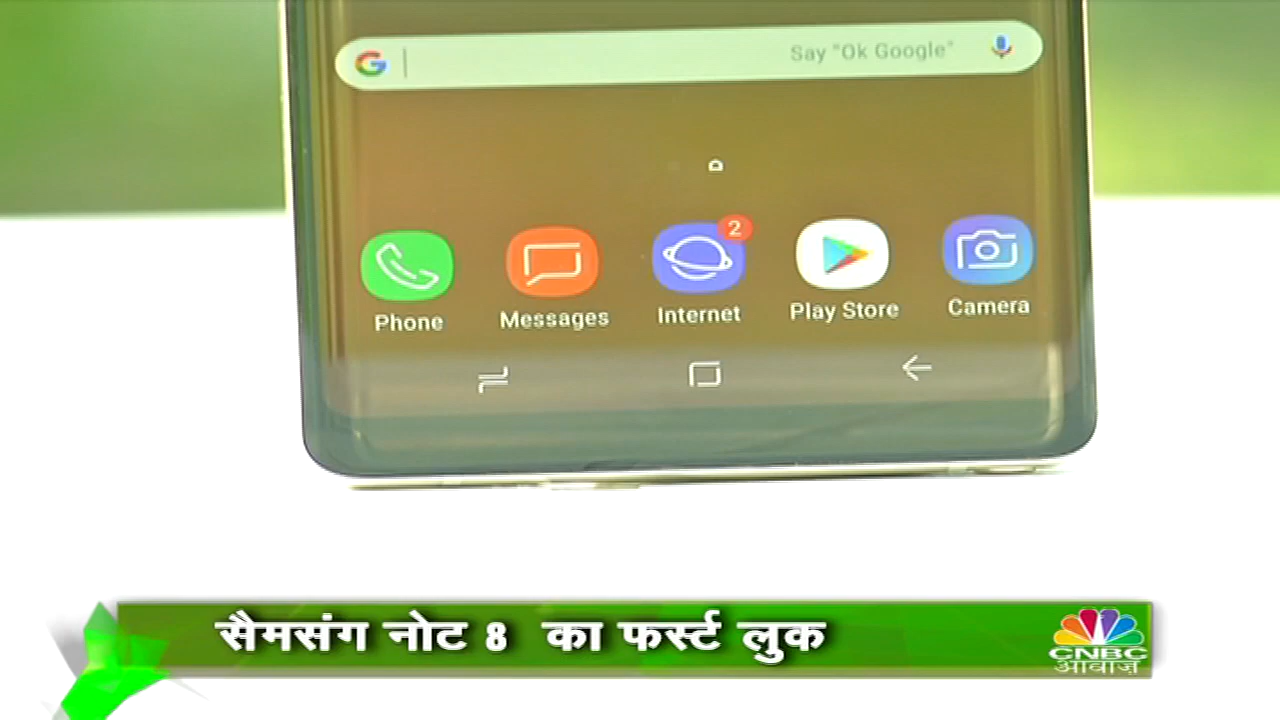 Say "Ok Google"
2
Phone
Messages
Internet
Play Store
Camera
सैमसंग नोट 8 का फर्स्ट लुक
CNBC
आवाज़